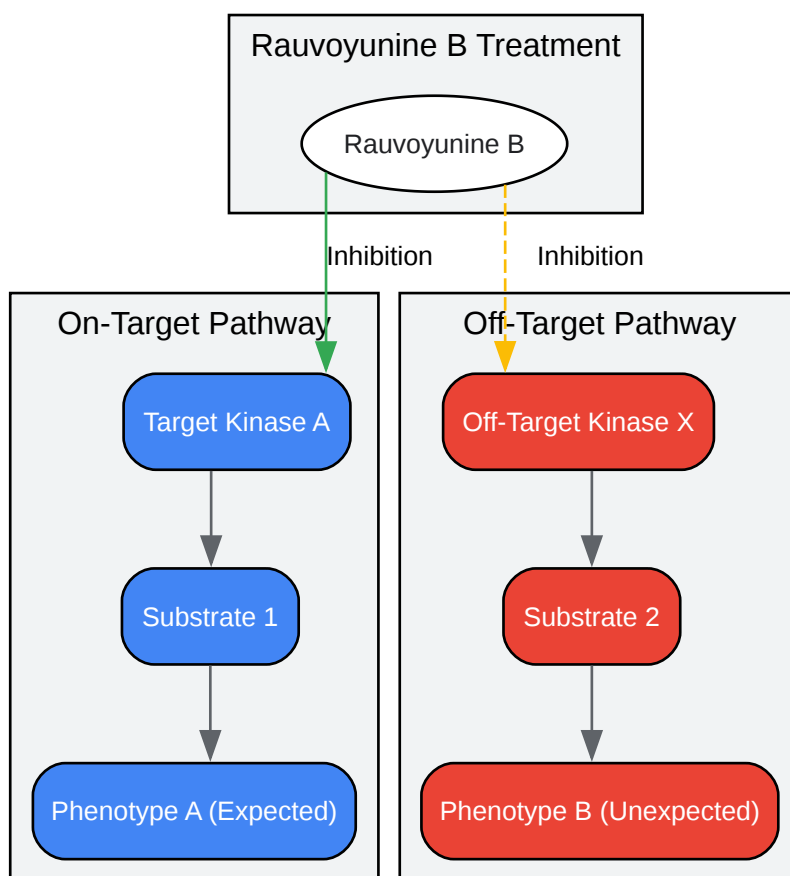 Rauvoyunine B Treatment
Rauvoyunine B
Inhibition
Inhibition
On-Target Pathway
Off-Target Pathway
Target Kinase A
Off-Target Kinase X
Substrate 1
Substrate 2
Phenotype A (Expected)
Phenotype B (Unexpected)